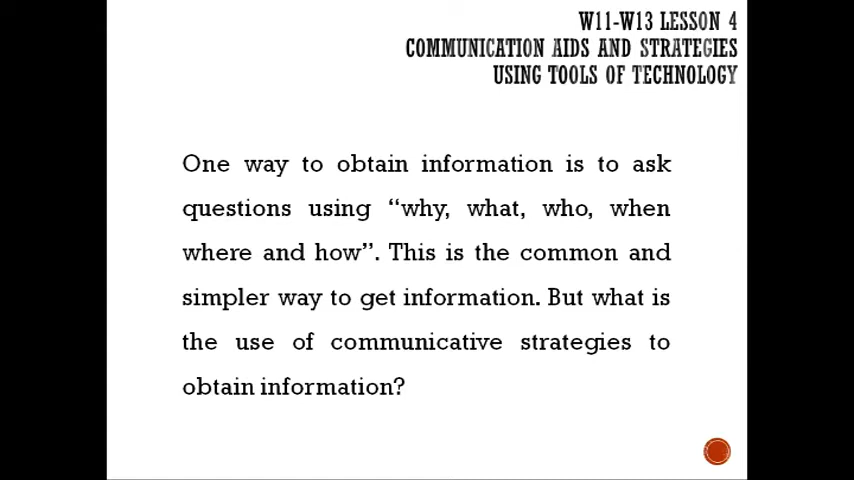 W11-W13 LESSON 4
COMMUNICATION AIDS AND STRATEGIES
USING TOOLS OF TECHNOLOGY
One way to obtain information is to ask
questions using “why, what, who, when
where and how”. This is the common and
simpler way to get information. But what is
the use of communicative strategies to
obtain information?